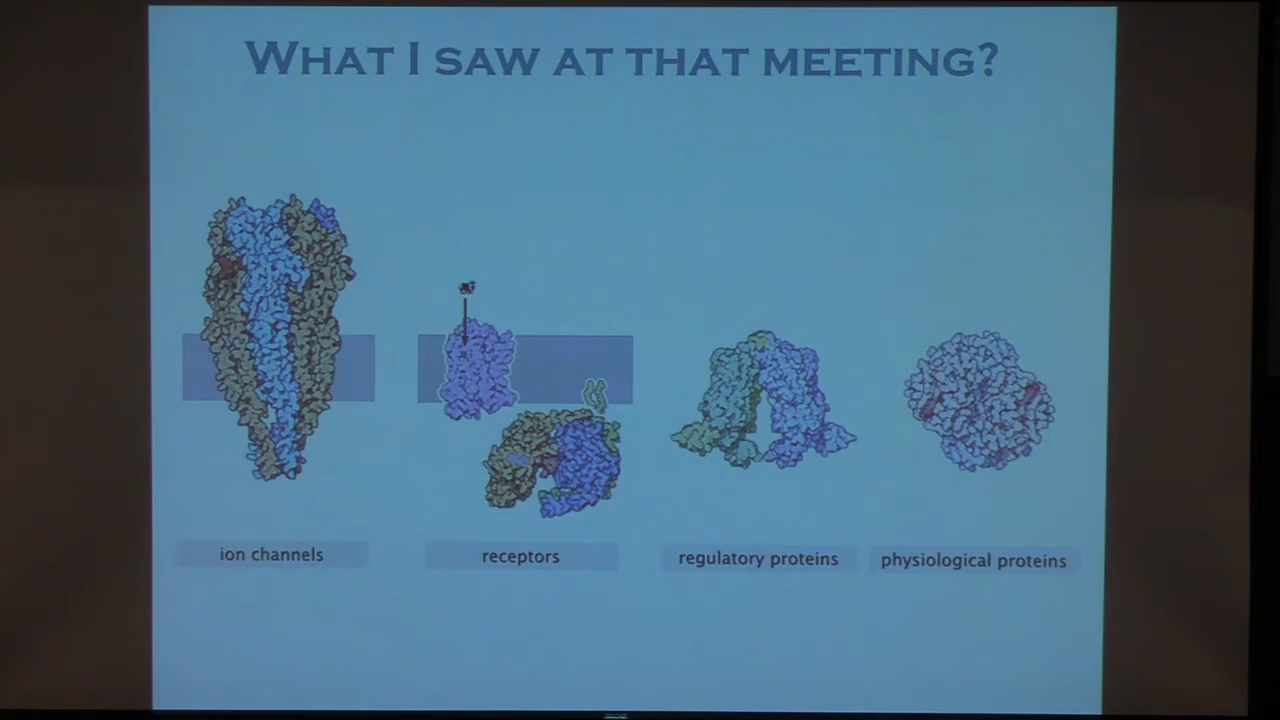 WHAT I SAW AT THAT MEETING?
ion channels
receptors
regulatory proteins
physiological proteins